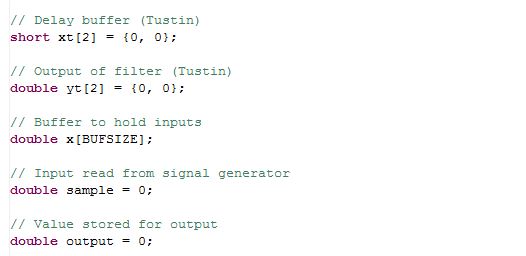 // Delay buffer (Tustin)
short xt[2] = {0, 0};
// Output of filter (Tustin)
double yt[2] = {0, 0};
// Buffer to hold inputs
double x[BUFSIZE];
// Input read from signal generator
double sample = 0;
// Value stored for output
double output = 0;